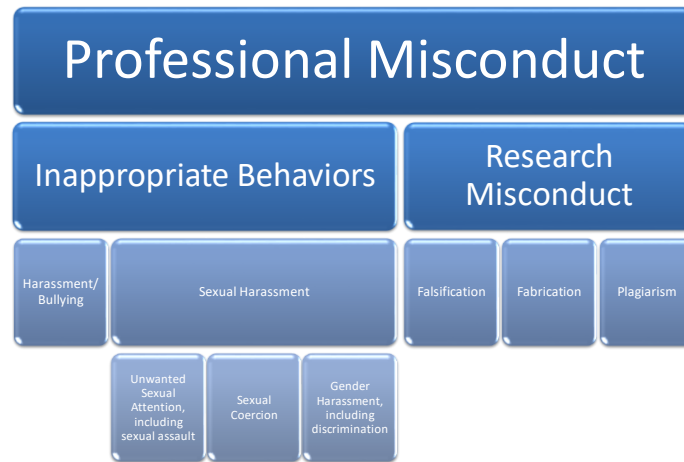 Professional Misconduct
Inappropriate Behaviors
Research
Misconduct
Harassment/
Bullying
Sexual Harassment
Falsification
Fabrication
Plagiarism
Unwanted
Sexual
Attention,
including
sexual assault
Sexual
Coercion
Gender
Harassment,
including
discrimination